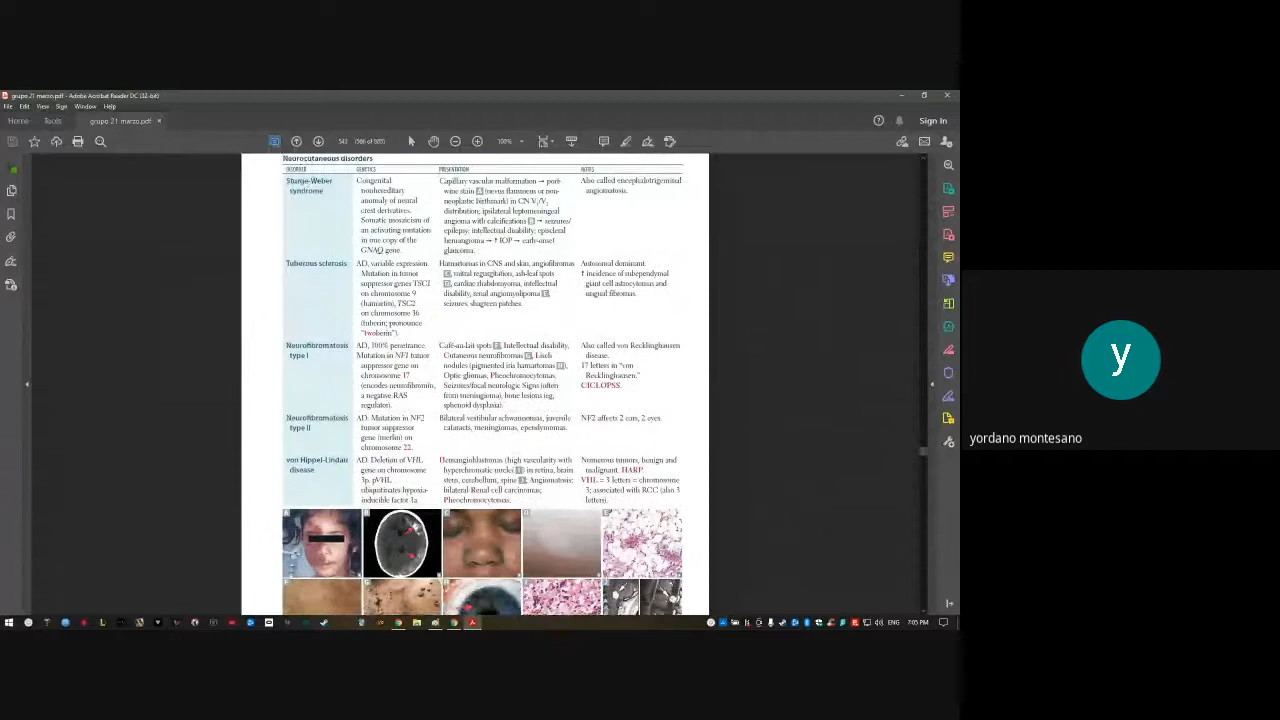 grupo 21 marzo.pdf - Adobe Acrobat Reader DC (32-bit)
File Edit View Sign Window Help
Home Tools grupo 21 marzo.pdf × Sign In
543 (566 of 885) 100%
Neurocutaneous disorders
DISORDER GENETICS PRESENTATION NOTES
Sturge-Weber
syndrome
Congenital
nonhereditary
anomaly of neural
crest derivatives.
Somatic mosaicism of
an activating mutation
in one copy of the
GNAQ gene.
Capillary vascular malformation → port-
wine stain A (nevus flammeus or non-
neoplastic birthmark) in CN V₁/V₂
distribution; ipsilateral leptomeningeal
angioma with calcifications B → seizures/
epilepsy; intellectual disability; episcleral
hemangioma → ↑ IOP → early-onset
glaucoma.
Also called encephalotrigeminal
angiomatosis.
Tuberous sclerosis
AD, variable expression.
Mutation in tumor
suppressor genes TSC1
on chromosome 9
(hamartin), TSC2
on chromosome 16
(tuberin; pronounce
"twoberin").
Hamartomas in CNS and skin, angiofibromas
C, mitral regurgitation, ash-leaf spots
D, cardiac rhabdomyoma, intellectual
disability, renal angiomyolipoma E,
seizures, shagreen patches.
Autosomal dominant.
↑ incidence of subependymal
giant cell astrocytomas and
ungual fibromas.
Neurofibromatosis
type I
AD, 100% penetrance.
Mutation in NF1 tumor
suppressor gene on
chromosome 17
(encodes neurofibromin,
a negative RAS
regulator).
Café-au-lait spots F, Intellectual disability,
Cutaneous neurofibromas G, Lisch
nodules (pigmented iris hamartomas H),
Optic gliomas, Pheochromocytomas,
Seizures/focal neurologic Signs (often
from meningioma), bone lesions (eg,
sphenoid dysplasia).
Also called von Recklinghausen
disease.
17 letters in "von
Recklinghausen."
CICLOPSS.
Neurofibromatosis
type II
AD. Mutation in NF2
tumor suppressor
gene (merlin) on
chromosome 22.
Bilateral vestibular schwannomas, juvenile
cataracts, meningiomas, ependymomas.
NF2 affects 2 ears, 2 eyes.
von Hippel-Lindau
disease
AD. Deletion of VHL
gene on chromosome
3p. pVHL
ubiquitinates hypoxia-
inducible factor 1a.
Hemangioblastomas (high vascularity with
hyperchromatic nuclei I) in retina, brain
stem, cerebellum, spine J; Angiomatosis;
bilateral Renal cell carcinomas;
Pheochromocytomas.
Numerous tumors, benign and
malignant. HARP.
VHL = 3 letters = chromosome
3; associated with RCC (also 3
letters).
A B C D E
F G H
ENG 7:05 PM
y
yordano montesano